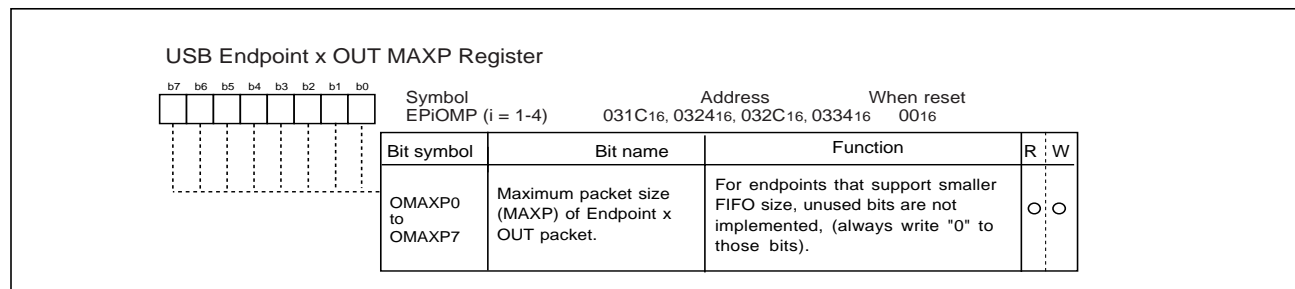 USB Endpoint x OUT MAXP Register
b7 b6 b5 b4 b3 b2 b1 b0
Symbol Address When reset
EPiOMP (i = 1-4) 031C16, 032416, 032C16, 033416 0016
Bit symbol Bit name Function R W
OMAXP0
to
OMAXP7
Maximum packet size
(MAXP) of Endpoint x
OUT packet.
For endpoints that support smaller
FIFO size, unused bits are not
implemented, (always write "0" to
those bits).
O O